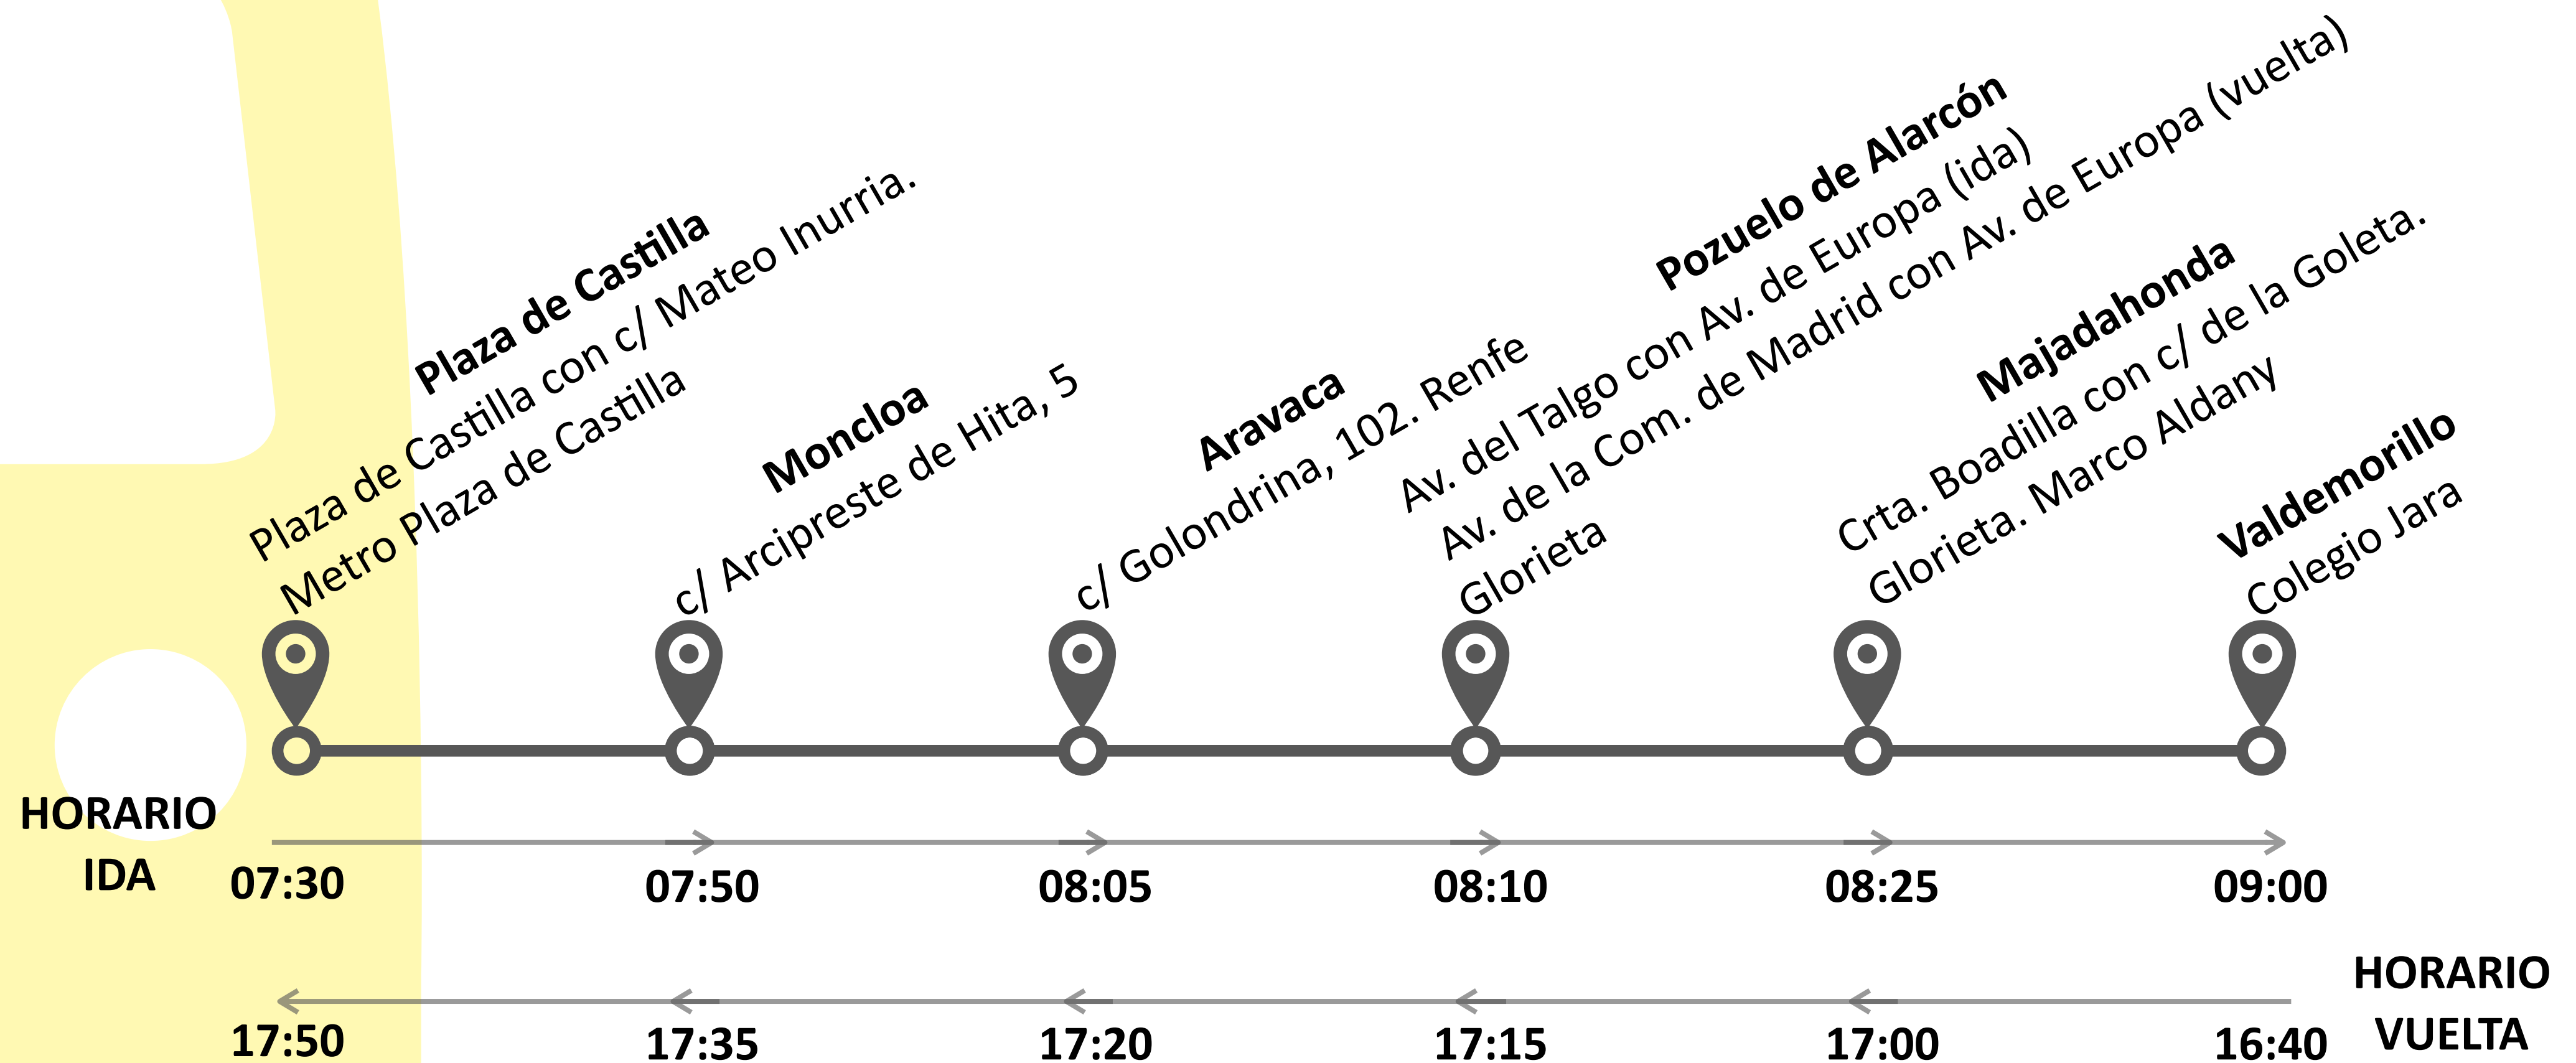 Plaza de Castilla
Plaza de Castilla con c/ Mateo Inurria.
Metro Plaza de Castilla
Moncloa
c/ Arcipreste de Hita, 5
Aravaca
c/ Golondrina, 102. Renfe
Pozuelo de Alarcón
Av. del Talgo con Av. de Europa (ida)
Av. de la Com. de Madrid con Av. de Europa (vuelta)
Glorieta
Majadahonda
Crta. Boadilla con c/ de la Goleta.
Glorieta. Marco Aldany
Valdemorillo
Colegio Jara
HORARIO
IDA
07:30 07:50 08:05 08:10 08:25 09:00
HORARIO
VUELTA
17:50 17:35 17:20 17:15 17:00 16:40